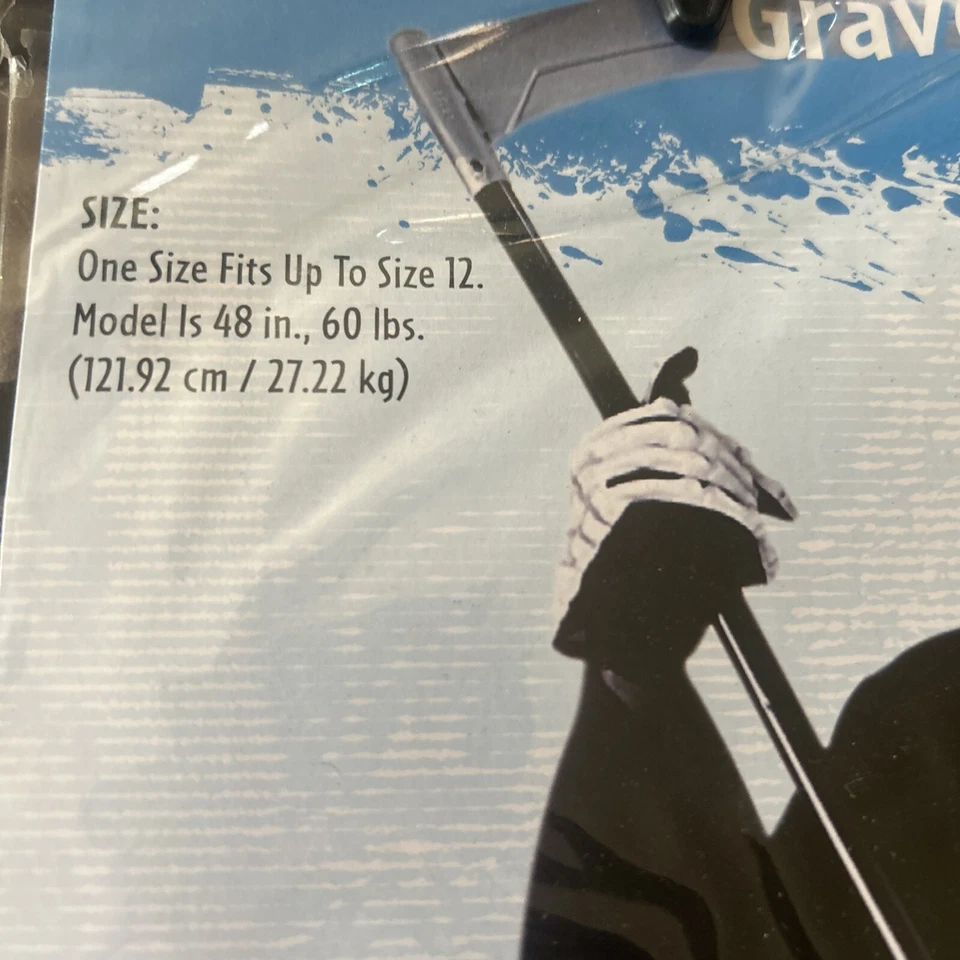 Grav
SIZE:
One Size Fits Up To Size 12.
Model Is 48 in., 60 lbs.
(121.92 cm / 27.22 kg)